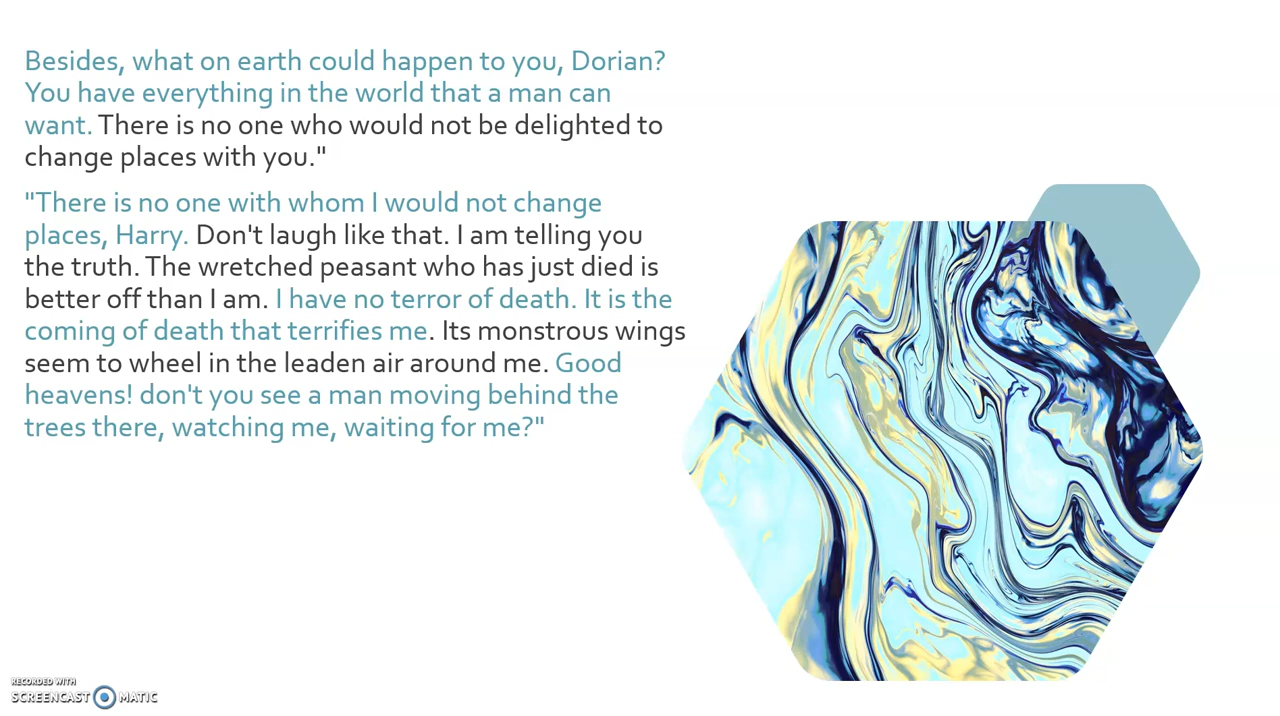 Besides, what on earth could happen to you, Dorian?
You have everything in the world that a man can
want. There is no one who would not be delighted to
change places with you."
"There is no one with whom I would not change
places, Harry. Don't laugh like that. I am telling you
the truth. The wretched peasant who has just died is
better off than I am. I have no terror of death. It is the
coming of death that terrifies me. Its monstrous wings
seem to wheel in the leaden air around me. Good
heavens! don't you see a man moving behind the
trees there, watching me, waiting for me?"
RECORDED WITH
SCREENCAST MATIC